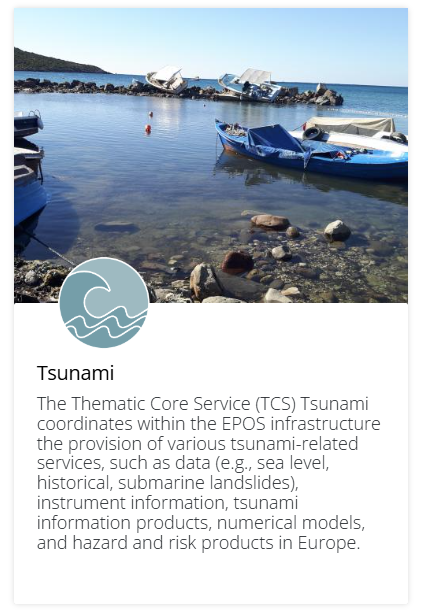 Tsunami
The Thematic Core Service (TCS) Tsunami
coordinates within the EPOS infrastructure
the provision of various tsunami-related
services, such as data (e.g., sea level,
historical, submarine landslides),
instrument information, tsunami
information products, numerical models,
and hazard and risk products in Europe.